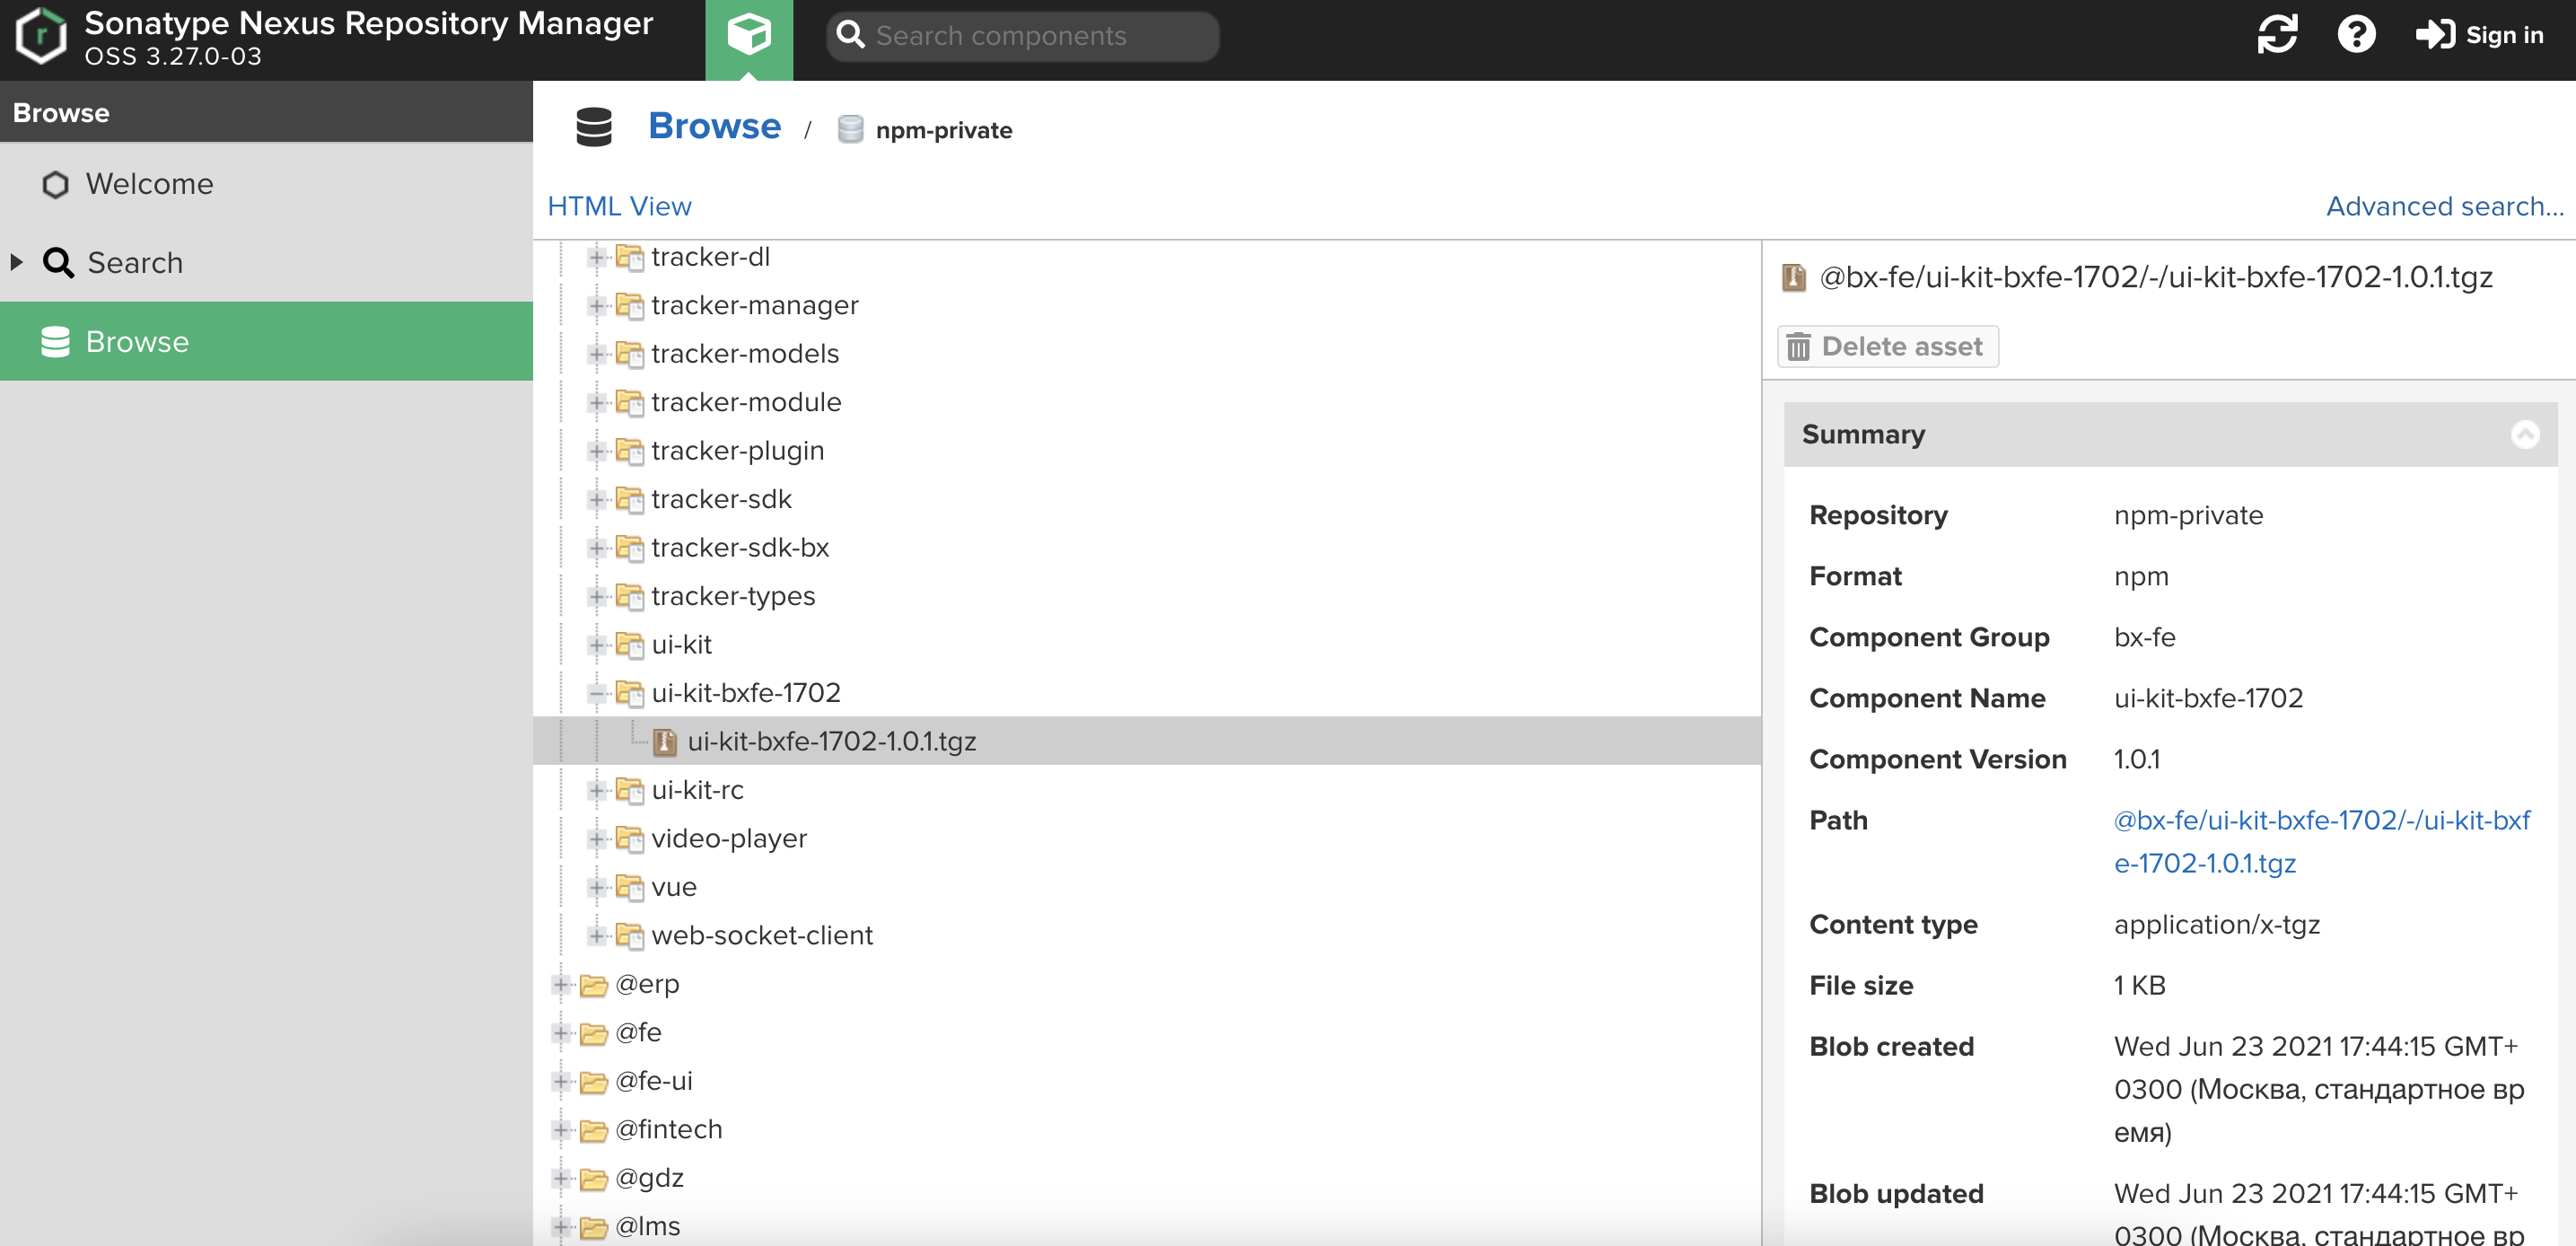 Sonatype Nexus Repository Manager
OSS 3.27.0-03
Search components
Sign in
Browse
Welcome
Search
Browse
Browse / npm-private
HTML View
Advanced search...
tracker-dl
tracker-manager
tracker-models
tracker-module
tracker-plugin
tracker-sdk
tracker-sdk-bx
tracker-types
ui-kit
ui-kit-bxfe-1702
ui-kit-bxfe-1702-1.0.1.tgz
ui-kit-rc
video-player
vue
web-socket-client
@erp
@fe
@fe-ui
@fintech
@gdz
@lms
@bx-fe/ui-kit-bxfe-1702/-/ui-kit-bxfe-1702-1.0.1.tgz
Delete asset
Summary
Repository npm-private
Format npm
Component Group bx-fe
Component Name ui-kit-bxfe-1702
Component Version 1.0.1
Path @bx-fe/ui-kit-bxfe-1702/-/ui-kit-bxf
e-1702-1.0.1.tgz
Content type application/x-tgz
File size 1 KB
Blob created Wed Jun 23 2021 17:44:15 GMT+
0300 (Москва, стандартное вр
емя)
Blob updated Wed Jun 23 2021 17:44:15 GMT+
0300 (Москва, стандартное вр